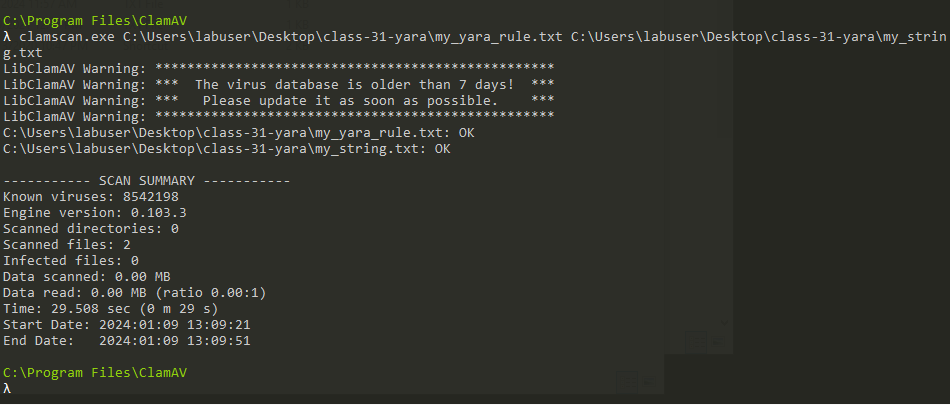 C:\Program Files\ClamAV
λ clamscan.exe C:\Users\labuser\Desktop\class-31-yara\my_yara_rule.txt C:\Users\labuser\Desktop\class-31-yara\my_strin
g.txt
LibClamAV Warning: **************************************************
LibClamAV Warning: ***  The virus database is older than 7 days!  ***
LibClamAV Warning: ***   Please update it as soon as possible.    ***
LibClamAV Warning: **************************************************
C:\Users\labuser\Desktop\class-31-yara\my_yara_rule.txt: OK
C:\Users\labuser\Desktop\class-31-yara\my_string.txt: OK

----------- SCAN SUMMARY -----------
Known viruses: 8542198
Engine version: 0.103.3
Scanned directories: 0
Scanned files: 2
Infected files: 0
Data scanned: 0.00 MB
Data read: 0.00 MB (ratio 0.00:1)
Time: 29.508 sec (0 m 29 s)
Start Date: 2024:01:09 13:09:21
End Date:   2024:01:09 13:09:51

C:\Program Files\ClamAV
λ